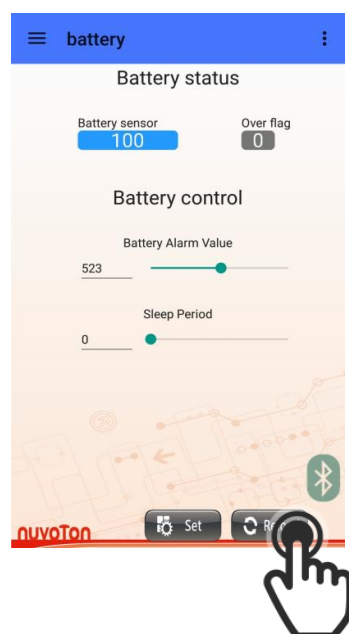 battery
Battery status
Battery sensor
Over flag
100
0
Battery control
Battery Alarm Value
523
Sleep Period
0
Set
nuvoTon